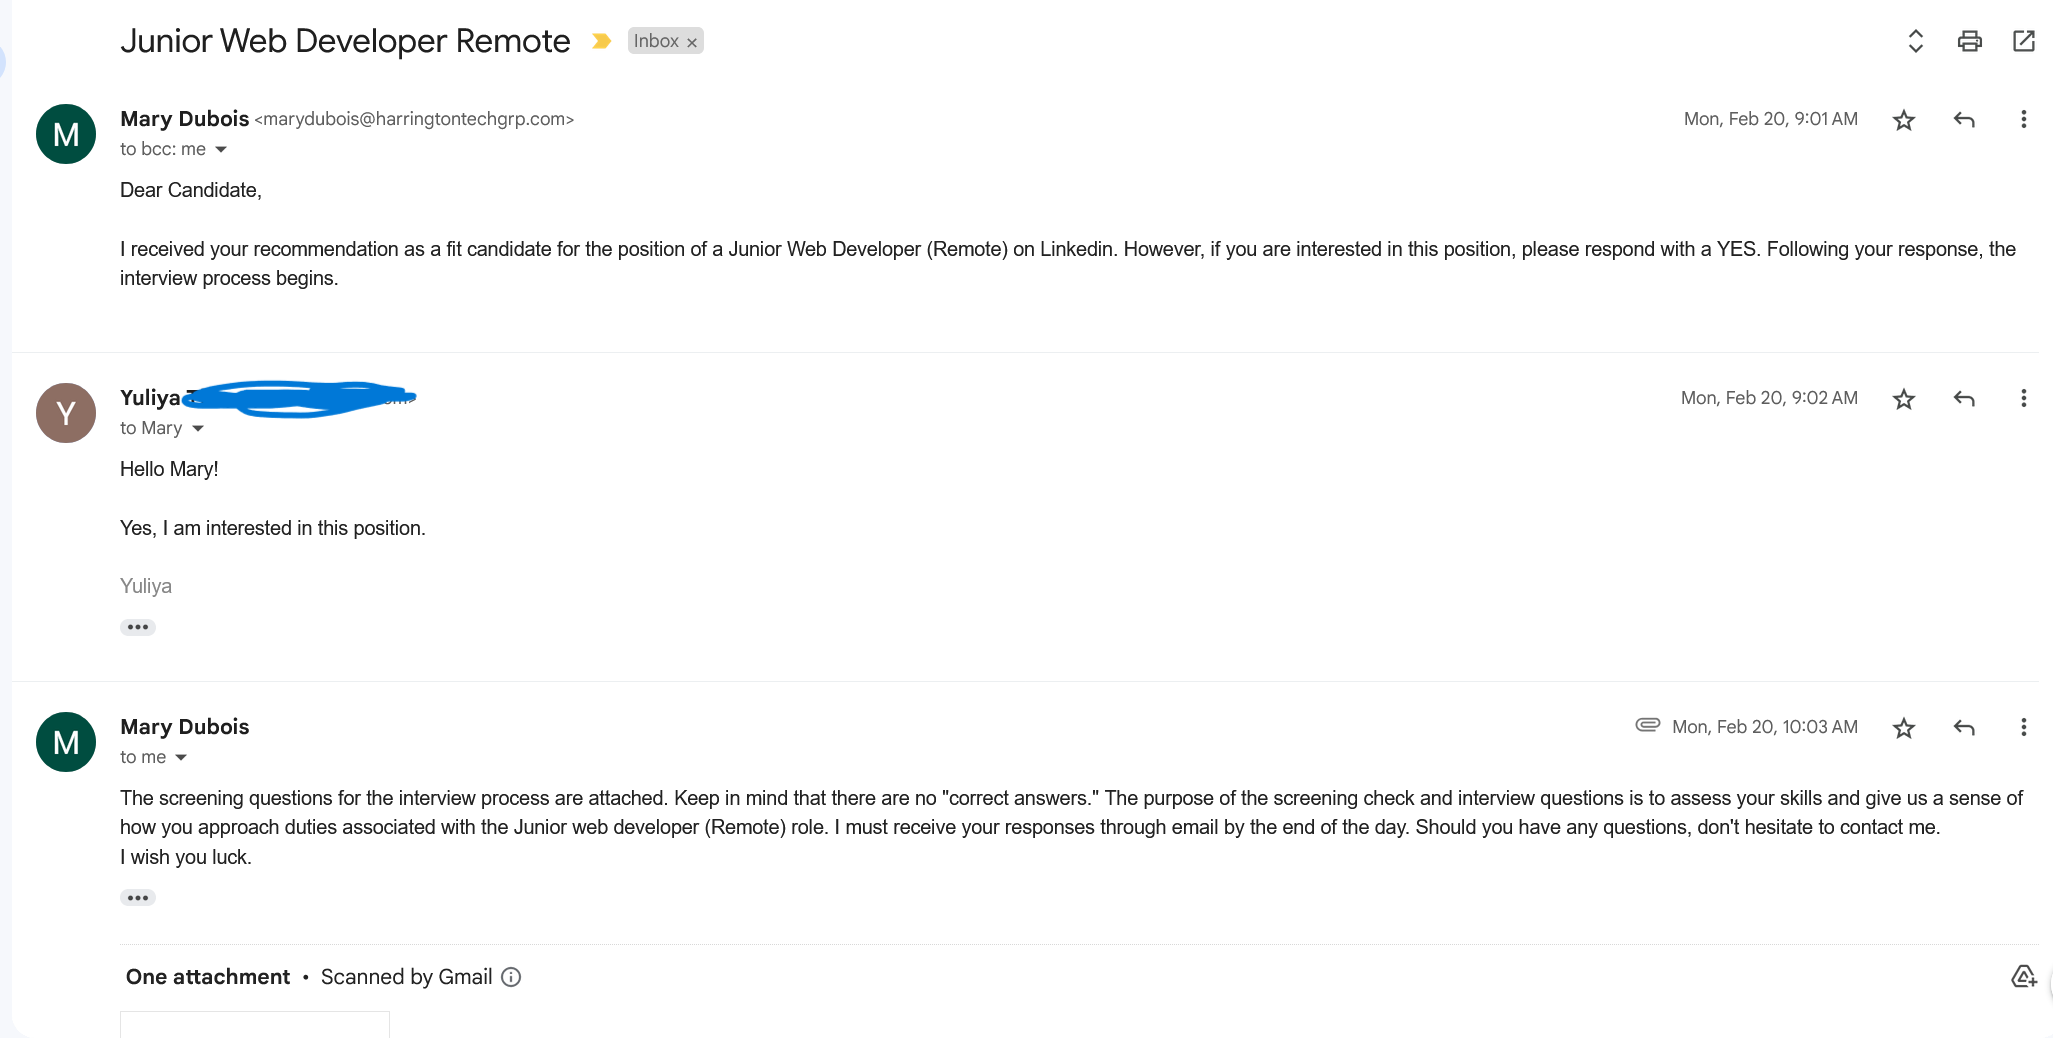 Junior Web Developer Remote Inbox x
Mary Dubois <marydubois@harringtontechgrp.com> Mon, Feb 20, 9:01 AM
M
to bcc: me
Dear Candidate,
I received your recommendation as a fit candidate for the position of a Junior Web Developer (Remote) on Linkedin. However, if you are interested in this position, please respond with a YES. Following your response, the
interview process begins.
Yuliya Mon, Feb 20, 9:02 AM
Y
to Mary
Hello Mary!
Yes, I am interested in this position.
Yuliya
Mary Dubois Mon, Feb 20, 10:03 AM
M
to me
The screening questions for the interview process are attached. Keep in mind that there are no "correct answers." The purpose of the screening check and interview questions is to assess your skills and give us a sense of
how you approach duties associated with the Junior web developer (Remote) role. I must receive your responses through email by the end of the day. Should you have any questions, don't hesitate to contact me.
I wish you luck.
One attachment • Scanned by Gmail